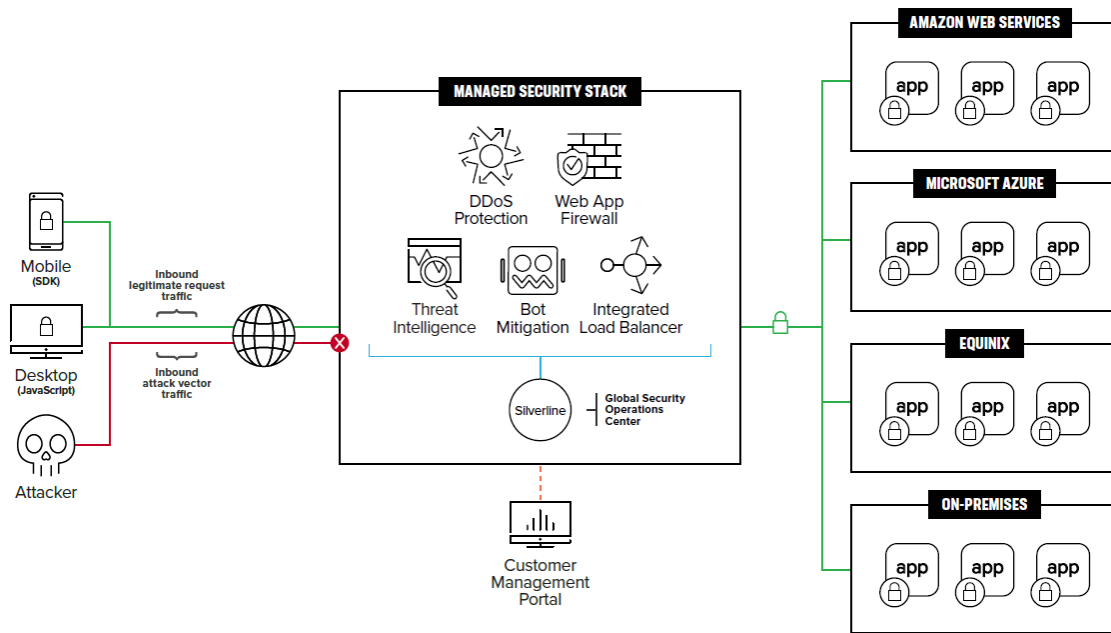 AMAZON WEB SERVICES
app app app
MANAGED SECURITY STACK
DDoS
Protection
Web App
Firewall
MICROSOFT AZURE
app app app
Mobile
(SDK)
Inbound
legitimate request
traffic
Threat
Intelligence
Bot
Mitigation
Integrated
Load Balancer
Desktop
(JavaScript)
Inbound
attack vector
traffic
EQUINIX
app app app
Silverline
Global Security
Operations
Center
Attacker
ON-PREMISES
app app app
Customer
Management
Portal